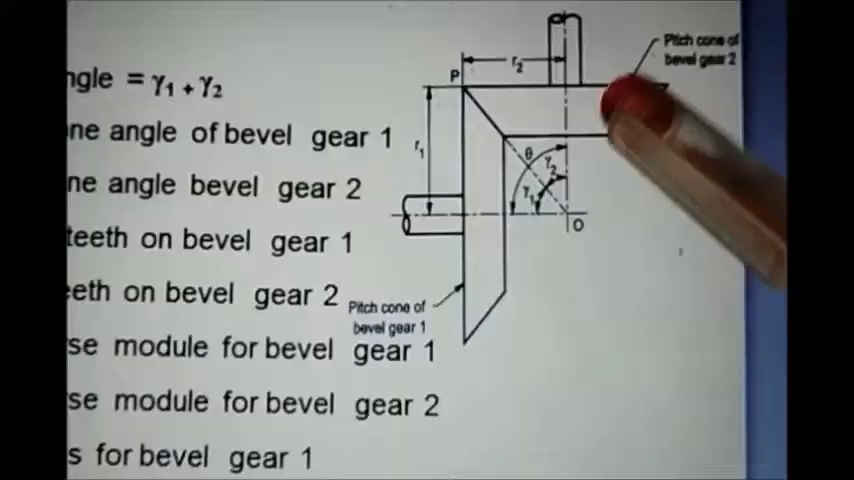 ngle = γ₁ + γ₂
ne angle of bevel gear 1
ne angle bevel gear 2
teeth on bevel gear 1
eeth on bevel gear 2
se module for bevel gear 1
se module for bevel gear 2
s for bevel gear 1
P
r₂
Pitch cone of
bevel gear 2
r₁
θ
γ₂
γ₁
O
Pitch cone of
bevel gear 1